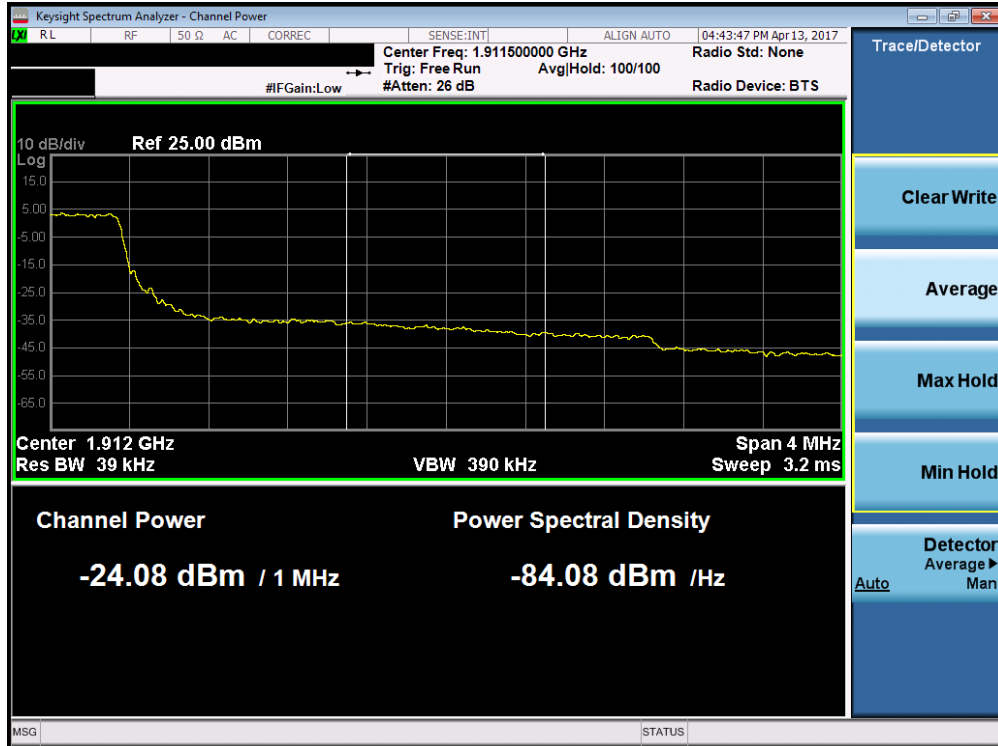 Keysight Spectrum Analyzer - Channel Power
LXI RL RF 50 Ω AC CORREC SENSE:INT ALIGN AUTO 04:43:47 PM Apr 13, 2017
Center Freq: 1.911500000 GHz Radio Std: None
Trig: Free Run Avg|Hold: 100/100
#IFGain:Low #Atten: 26 dB Radio Device: BTS
10 dB/div Ref 25.00 dBm
Log
15.0
5.00
-5.00
-15.0
-25.0
-35.0
-45.0
-55.0
-65.0
Center 1.912 GHz Span 4 MHz
Res BW 39 kHz VBW 390 kHz Sweep 3.2 ms
Channel Power Power Spectral Density
-24.08 dBm / 1 MHz -84.08 dBm /Hz
MSG STATUS
Trace/Detector
Clear Write
Average
Max Hold
Min Hold
Detector
Average▶
Auto Man